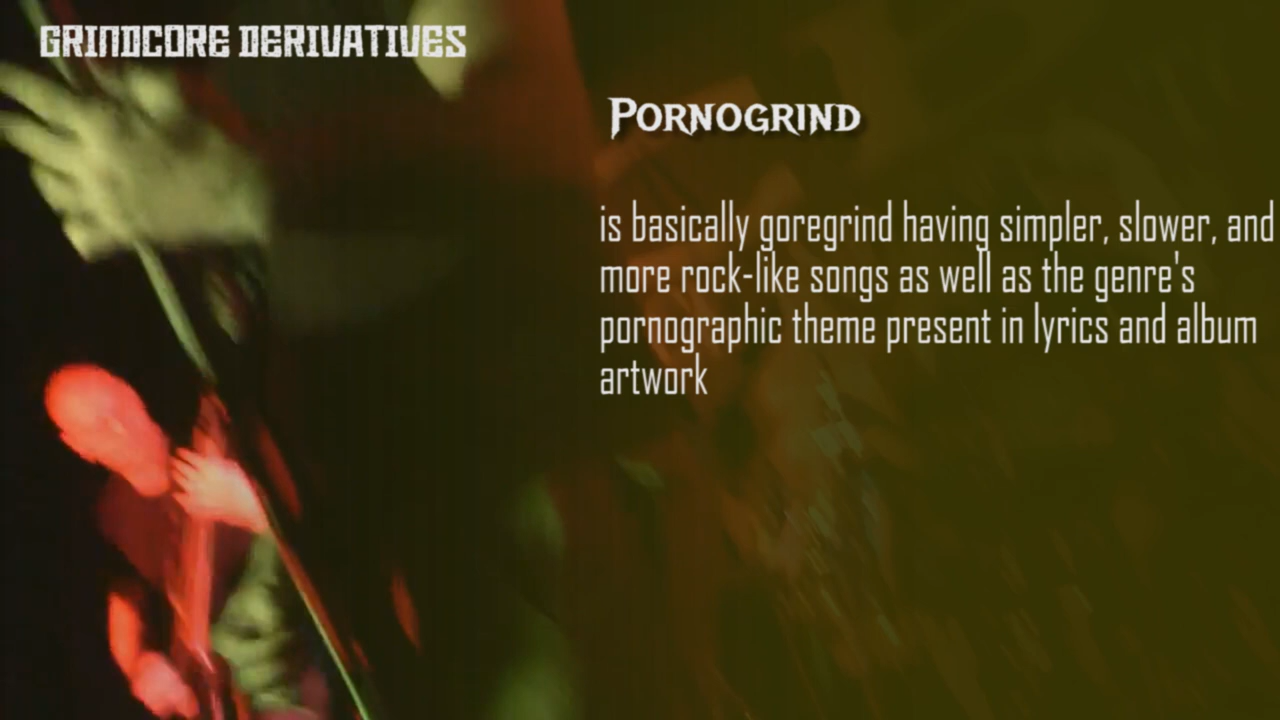 GRINDCORE DERIVATIVES
PORNOGRIND
is basically goregrind having simpler, slower, and
more rock-like songs as well as the genre's
pornographic theme present in lyrics and album
artwork